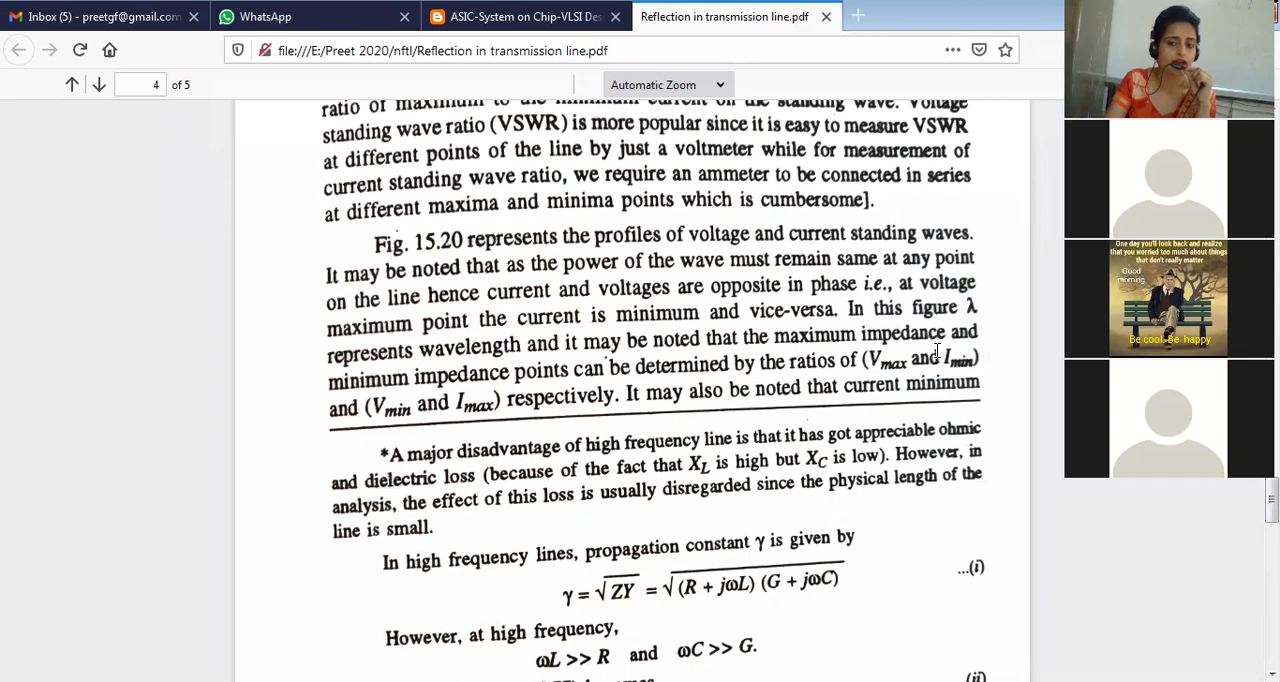 Inbox (5) - preetgf@gmail.com
WhatsApp
ASIC-System on Chip-VLSI Des
Reflection in transmission line.pdf
file:///E:/Preet 2020/nftl/Reflection in transmission line.pdf
4 of 5
Automatic Zoom
ratio of maximum to the minimum current on the standing wave. Voltage
standing wave ratio (VSWR) is more popular since it is easy to measure VSWR
at different points of the line by just a voltmeter while for measurement of
current standing wave ratio, we require an ammeter to be connected in series
at different maxima and minima points which is cumbersome].
Fig. 15.20 represents the profiles of voltage and current standing waves.
It may be noted that as the power of the wave must remain same at any point
on the line hence current and voltages are opposite in phase i.e., at voltage
maximum point the current is minimum and vice-versa. In this figure λ
represents wavelength and it may be noted that the maximum impedance and
minimum impedance points can be determined by the ratios of (Vmax and Imin)
and (Vmin and Imax) respectively. It may also be noted that current minimum
*A major disadvantage of high frequency line is that it has got appreciable ohmic
and dielectric loss (because of the fact that XL is high but XC is low). However, in
analysis, the effect of this loss is usually disregarded since the physical length of the
line is small.
In high frequency lines, propagation constant γ is given by
γ = √ZY = √(R + jωL) (G + jωC) ...(i)
However, at high frequency,
ωL >> R and ωC >> G.
(ii)
One day you'll look back and realize
that you worried too much about things
that don't really matter
Good
morning
Be cool. Be happy